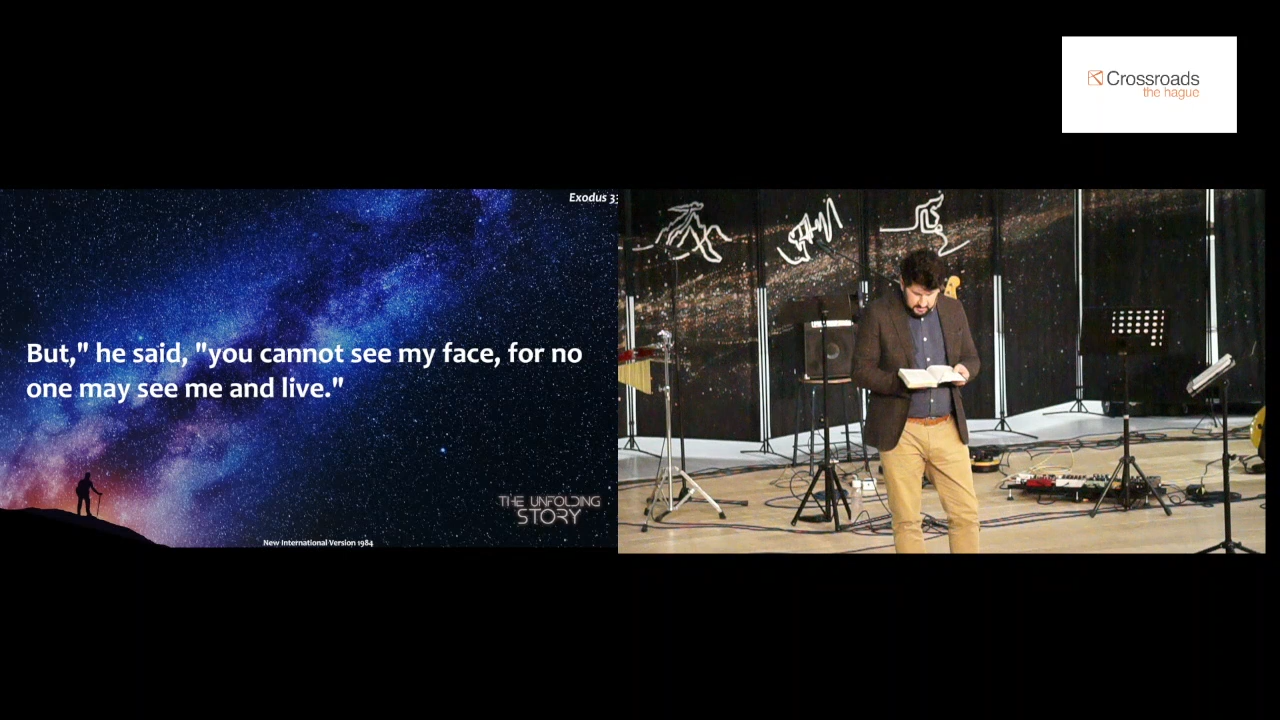 Crossroads
the hague
Exodus 3
But," he said, "you cannot see my face, for no
one may see me and live."
THE UNFOLDING
STORY
New International Version 1984